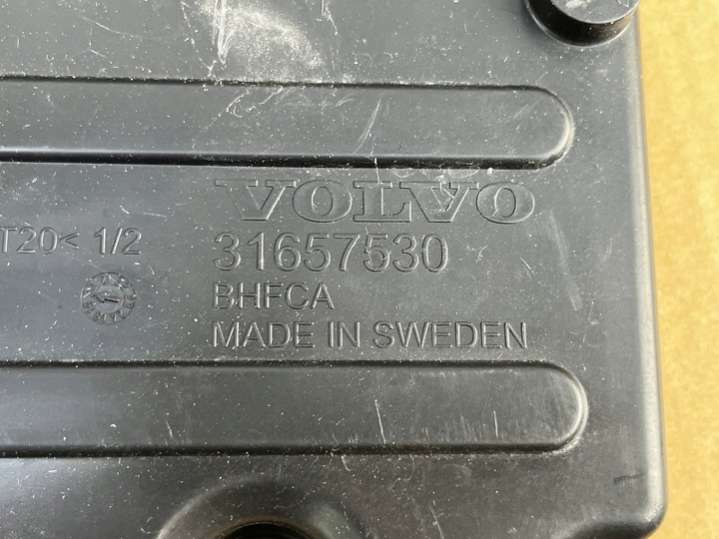 VOLVO
T20< 1/2
31657530
BHFCA
MADE IN SWEDEN